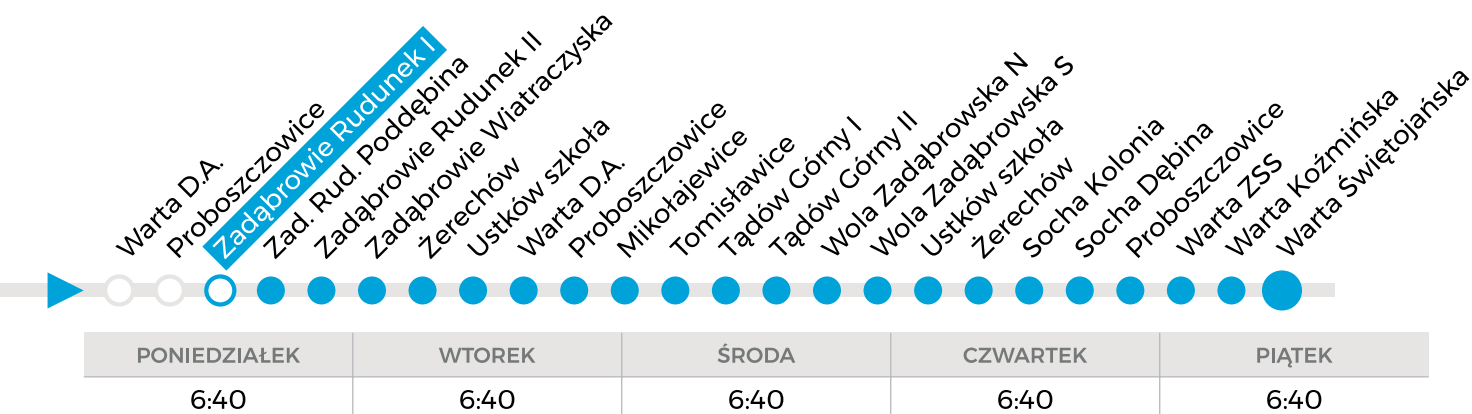 Warta D.A.
Proboszczowice
Zadąbrowie Rudunek I
Zad. Rud. Poddębina
Zadąbrowie Rudunek II
Zadąbrowie Wiatraczyska
Żerechów
Ustków szkoła
Warta D.A.
Proboszczowice
Mikołajewice
Tomisławice
Tądów Górny I
Tądów Górny II
Wola Zadąbrowska N
Wola Zadąbrowska S
Ustków szkoła
Żerechów
Socha Kolonia
Socha Dębina
Proboszczowice
Warta ZSS
Warta Koźmińska
Warta Świętojańska
PONIEDZIAŁEK WTOREK ŚRODA CZWARTEK PIĄTEK
6:40 6:40 6:40 6:40 6:40